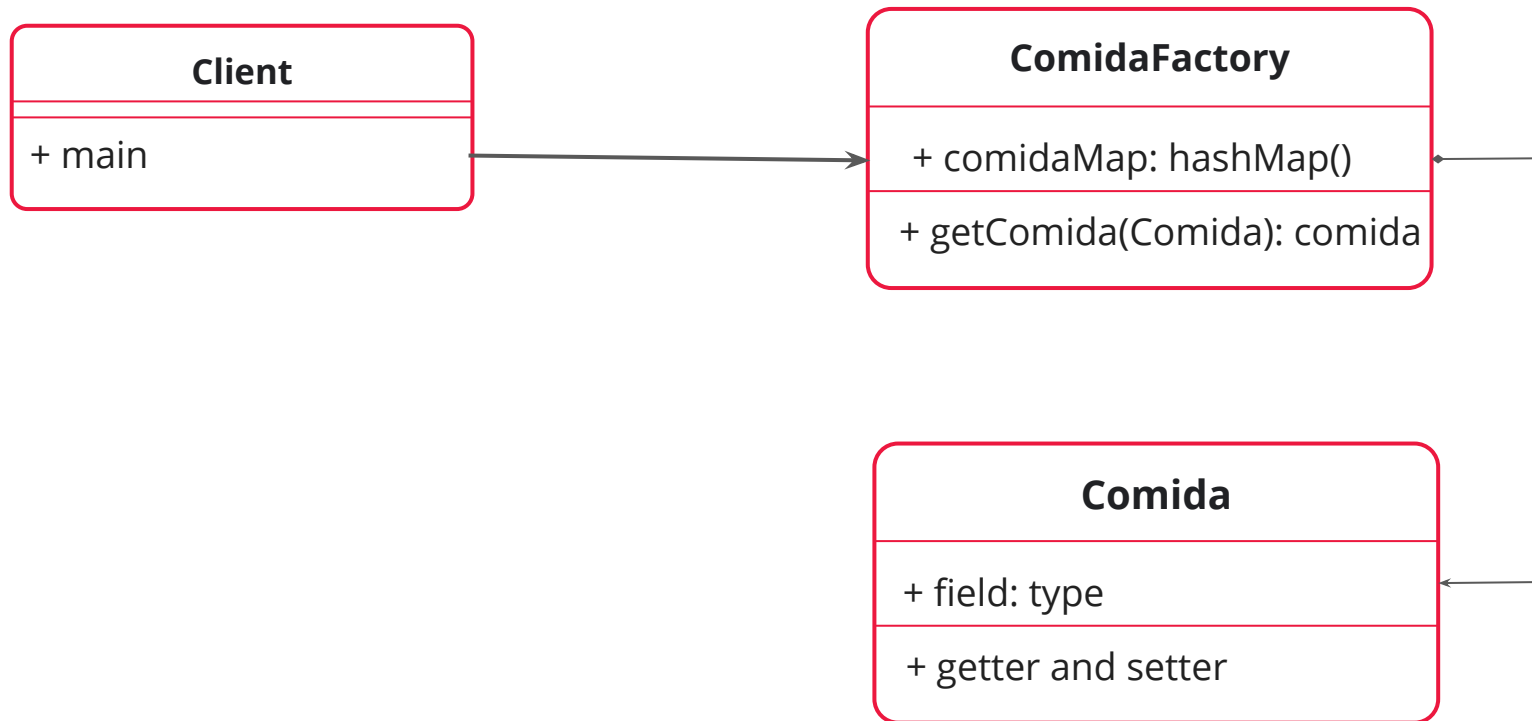 Client
+ main
ComidaFactory
+ comidaMap: hashMap()
+ getComida(Comida): comida
Comida
+ field: type
+ getter and setter